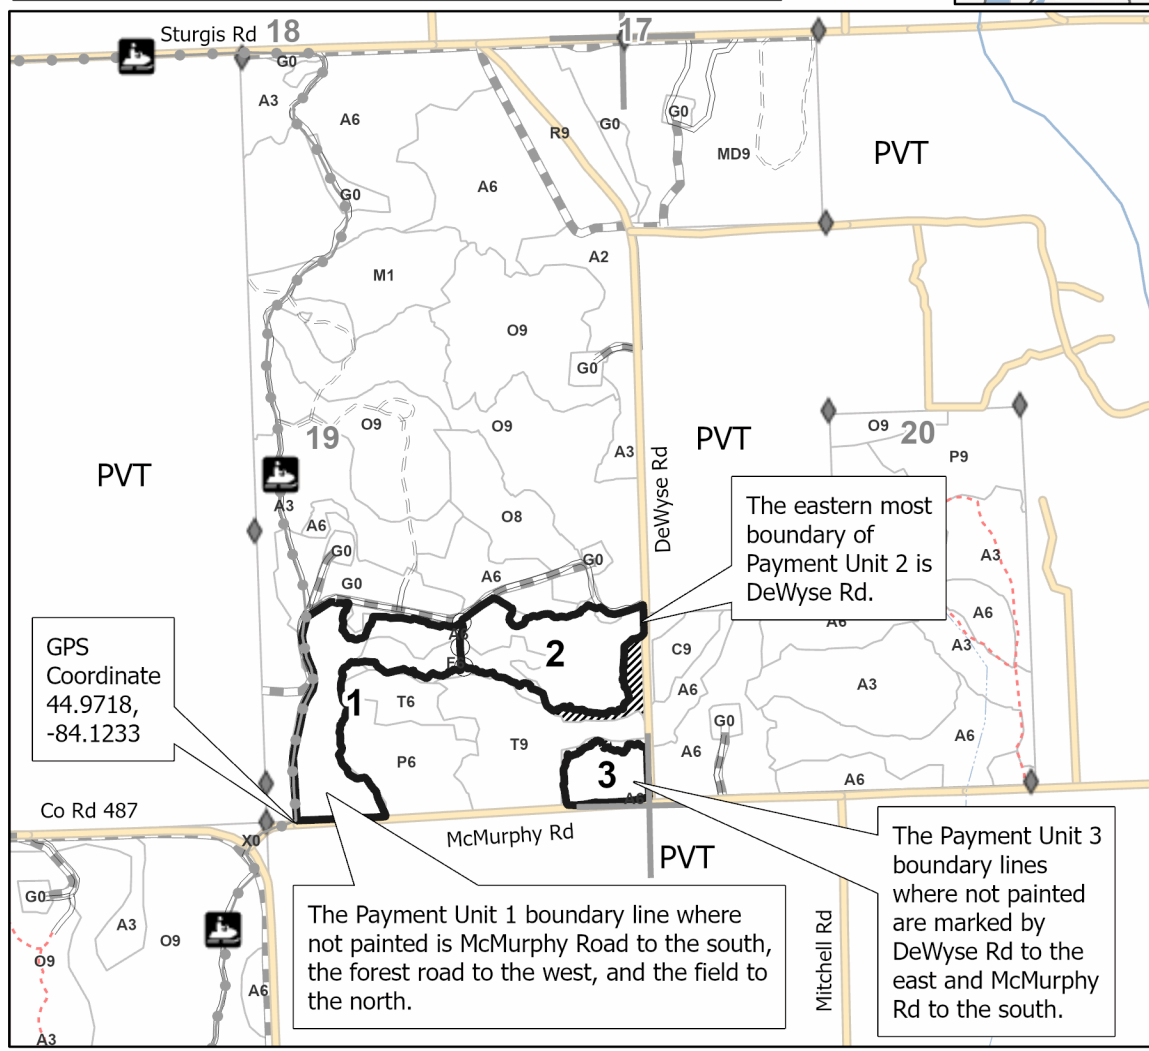 Sturgis Rd
18
17
G0
A3
A6
R9
G0
G0
MD9
PVT
A6
G0
A2
M1
O9
G0
O9
O9
19
O9
20
P9
PVT
PVT
A3
DeWyse Rd
A3
A6
O8
G0
G0
A6
G0
The eastern most
boundary of
Payment Unit 2 is
DeWyse Rd.
A3
A6
A6
A3
GPS
Coordinate
44.9718,
-84.1233
2
C9
A6
A3
1
T6
T9
P6
G0
A6
A6
3
A6
A6
Co Rd 487
McMurphy Rd
X0
PVT
The Payment Unit 3
boundary lines
where not painted
are marked by
DeWyse Rd to the
east and McMurphy
Rd to the south.
The Payment Unit 1 boundary line where
not painted is McMurphy Road to the south,
the forest road to the west, and the field to
the north.
Mitchell Rd
G0
A3
O9
O9
A6
A3